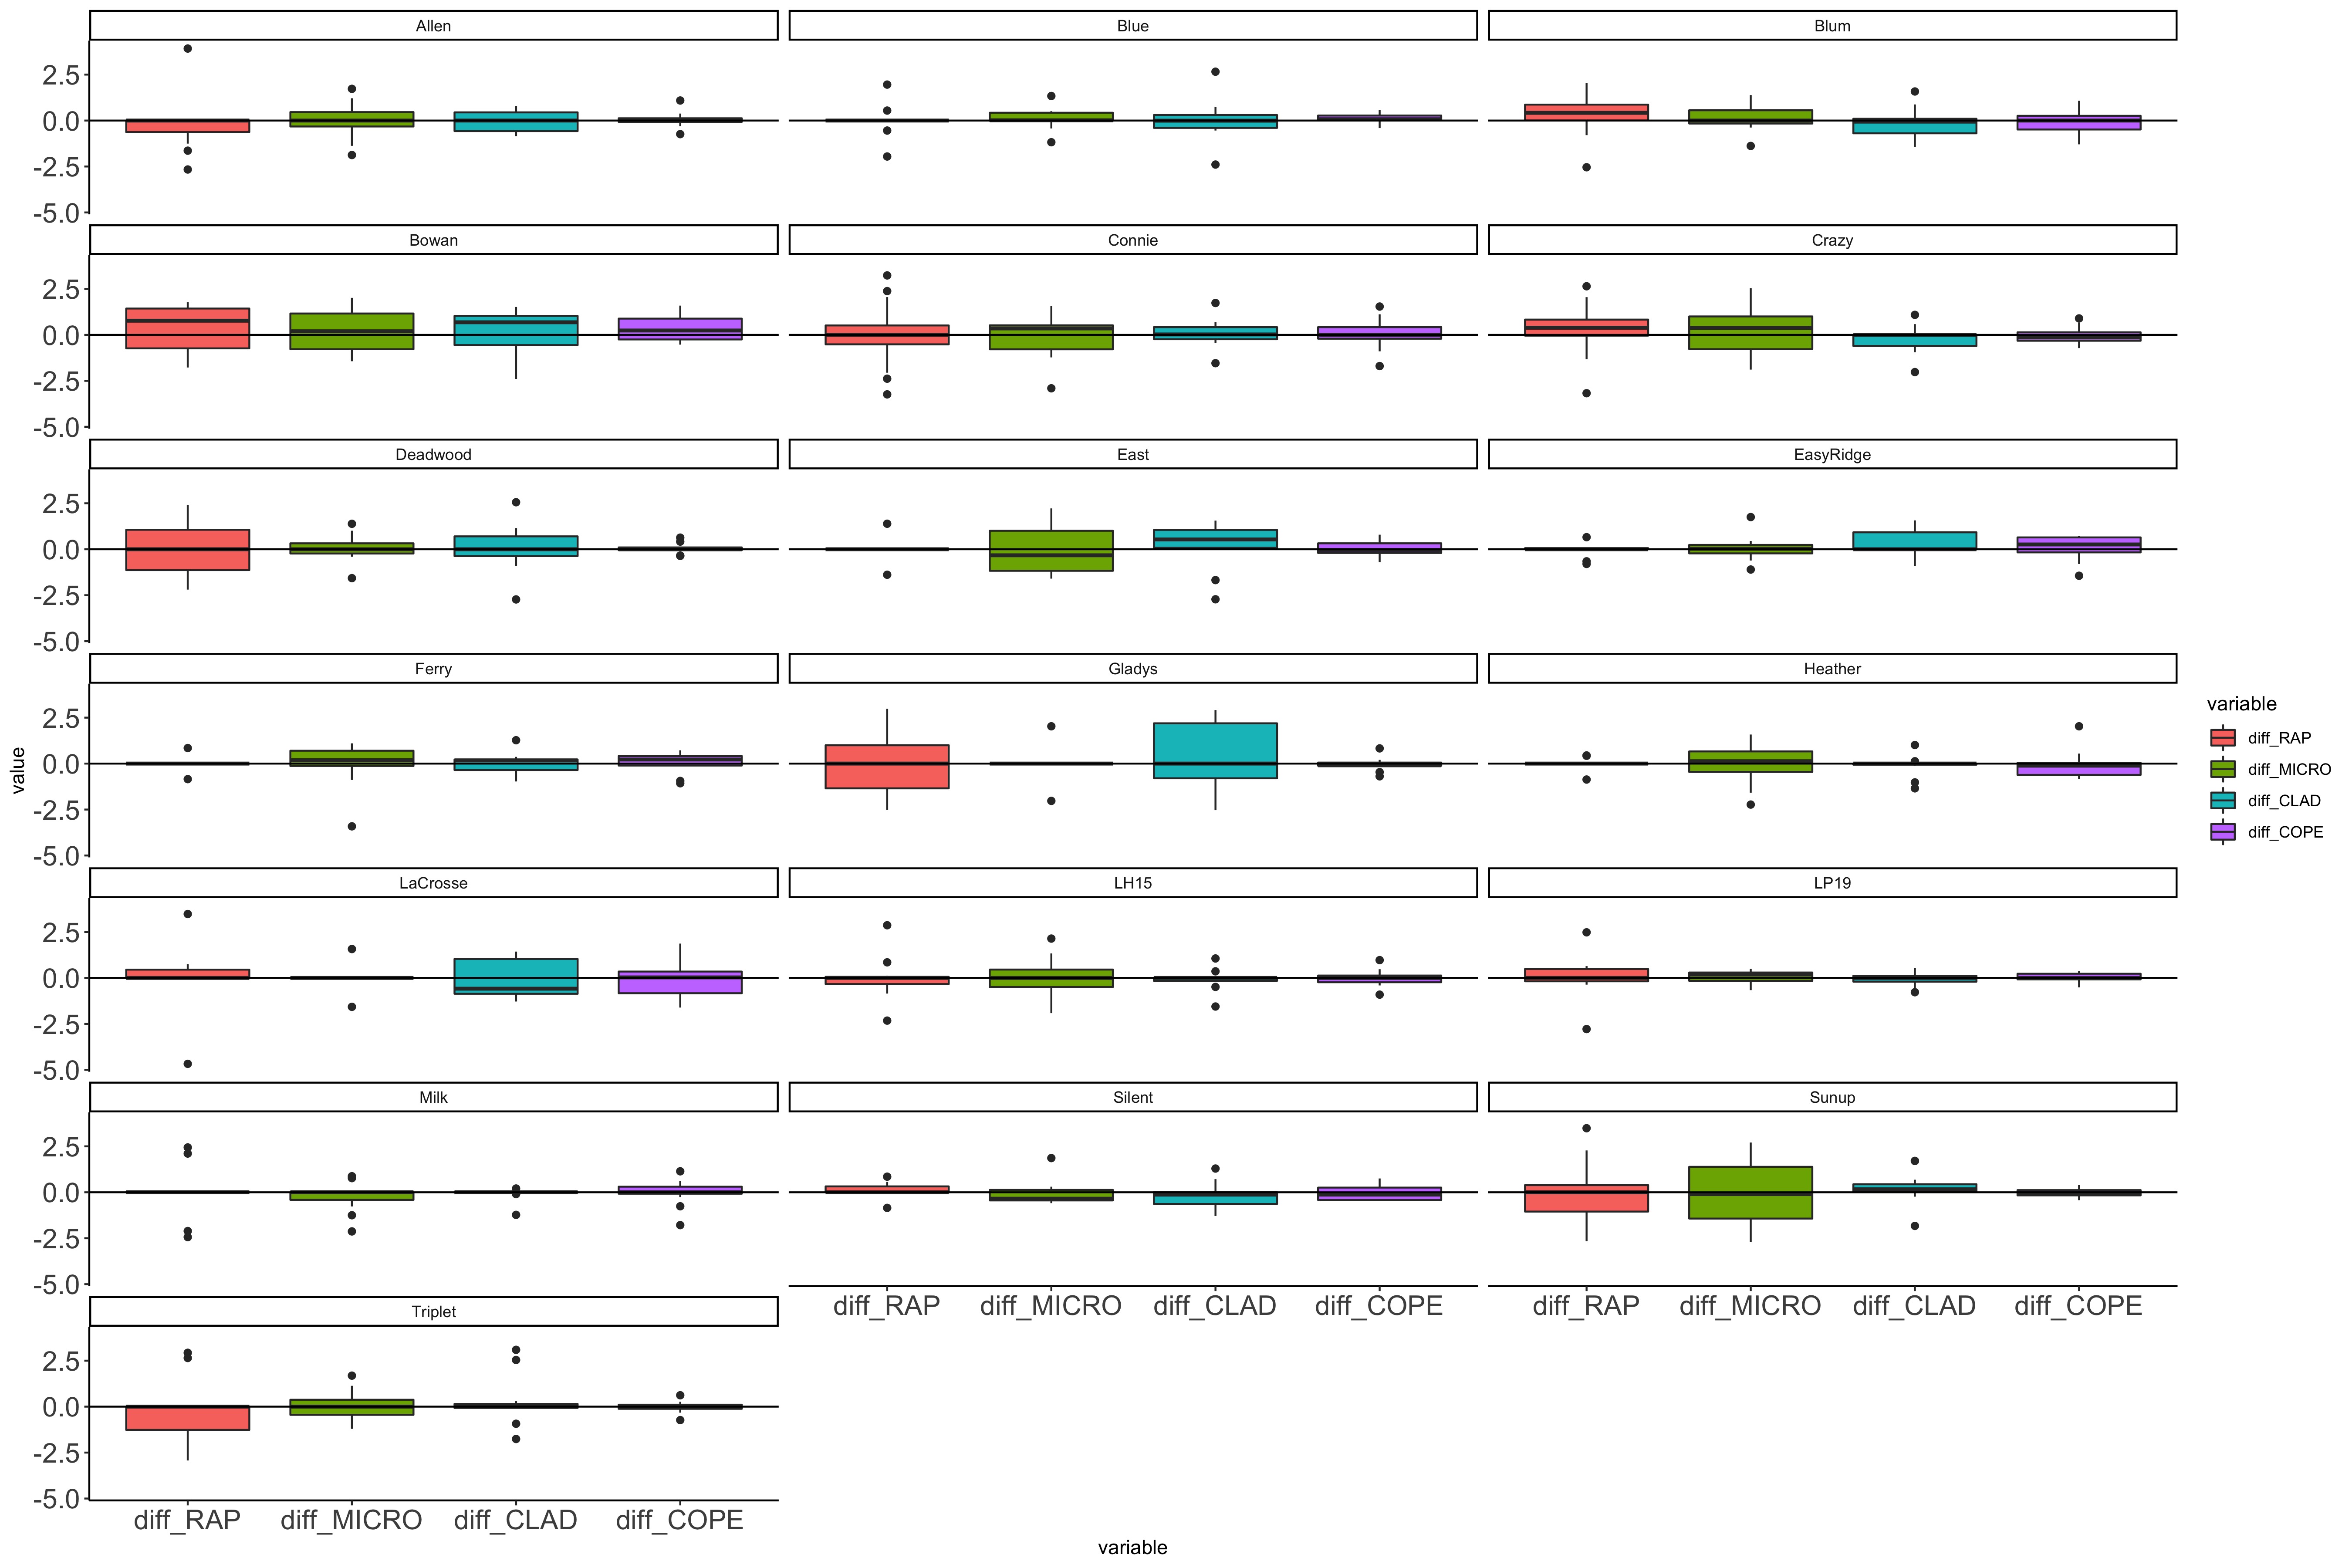 Allen Blue Blum
2.5
0.0
-2.5
-5.0
Bowan Connie Crazy
2.5
0.0
-2.5
-5.0
Deadwood East EasyRidge
2.5
0.0
-2.5
-5.0
Ferry Gladys Heather
2.5
0.0
-2.5
-5.0
LaCrosse LH15 LP19
2.5
0.0
-2.5
-5.0
Milk Silent Sunup
2.5
0.0
-2.5
-5.0
diff_RAP diff_MICRO diff_CLAD diff_COPE diff_RAP diff_MICRO diff_CLAD diff_COPE
Triplet
2.5
0.0
-2.5
-5.0
diff_RAP diff_MICRO diff_CLAD diff_COPE
variable
value
variable
diff_RAP
diff_MICRO
diff_CLAD
diff_COPE